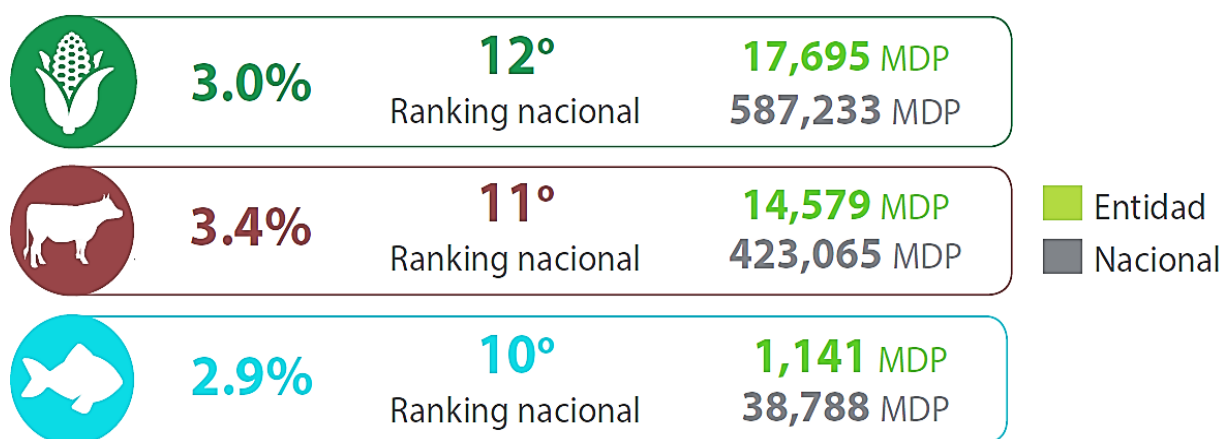 3.0%
12º
Ranking nacional
17,695 MDP
587,233 MDP
3.4%
11º
Ranking nacional
14,579 MDP
423,065 MDP
Entidad
Nacional
2.9%
10º
Ranking nacional
1,141 MDP
38,788 MDP